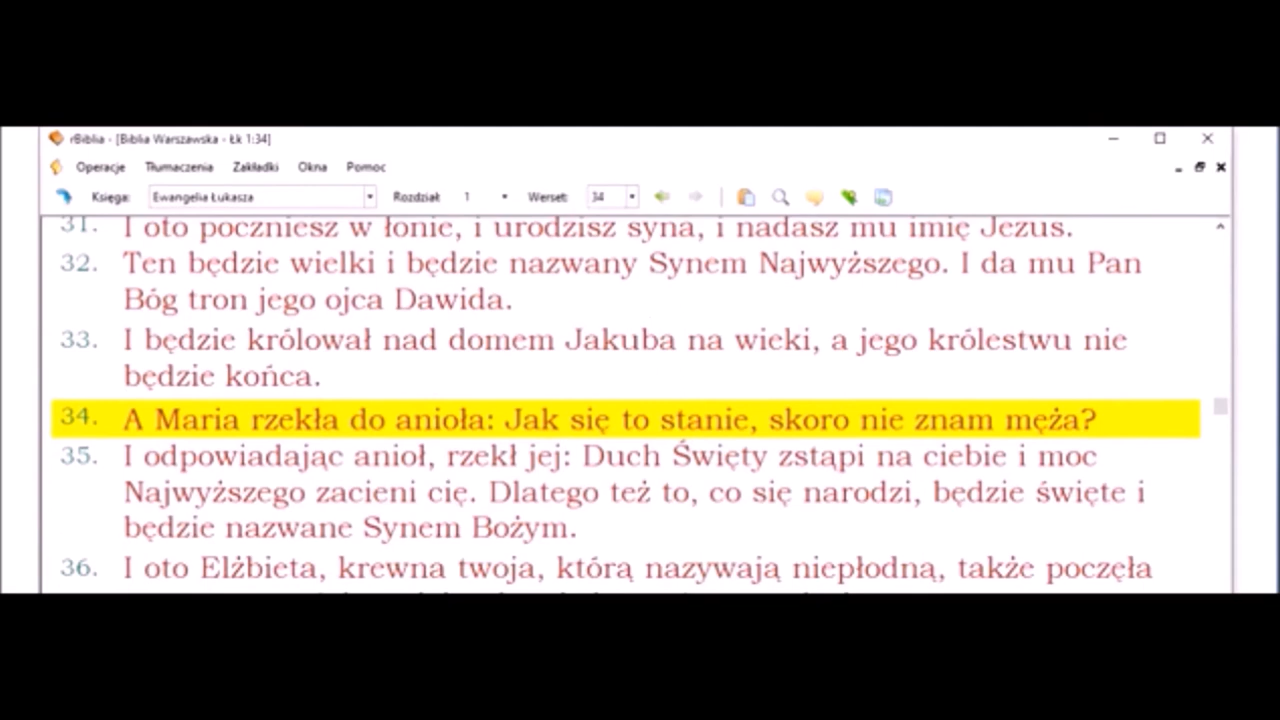 rBiblia - [Biblia Warszawska - Łk 1:34]
Operacje Tłumaczenia Zakładki Okna Pomoc
Księga: Ewangelia Łukasza Rozdział 1 Werset: 34
31. I oto poczniesz w łonie, i urodzisz syna, i nadasz mu imię Jezus.
32. Ten będzie wielki i będzie nazwany Synem Najwyższego. I da mu Pan
Bóg tron jego ojca Dawida.
33. I będzie królował nad domem Jakuba na wieki, a jego królestwu nie
będzie końca.
34. A Maria rzekła do anioła: Jak się to stanie, skoro nie znam męża?
35. I odpowiadając anioł, rzekł jej: Duch Święty zstąpi na ciebie i moc
Najwyższego zacieni cię. Dlatego też to, co się narodzi, będzie święte i
będzie nazwane Synem Bożym.
36. I oto Elżbieta, krewna twoja, którą nazywają niepłodną, także poczęła